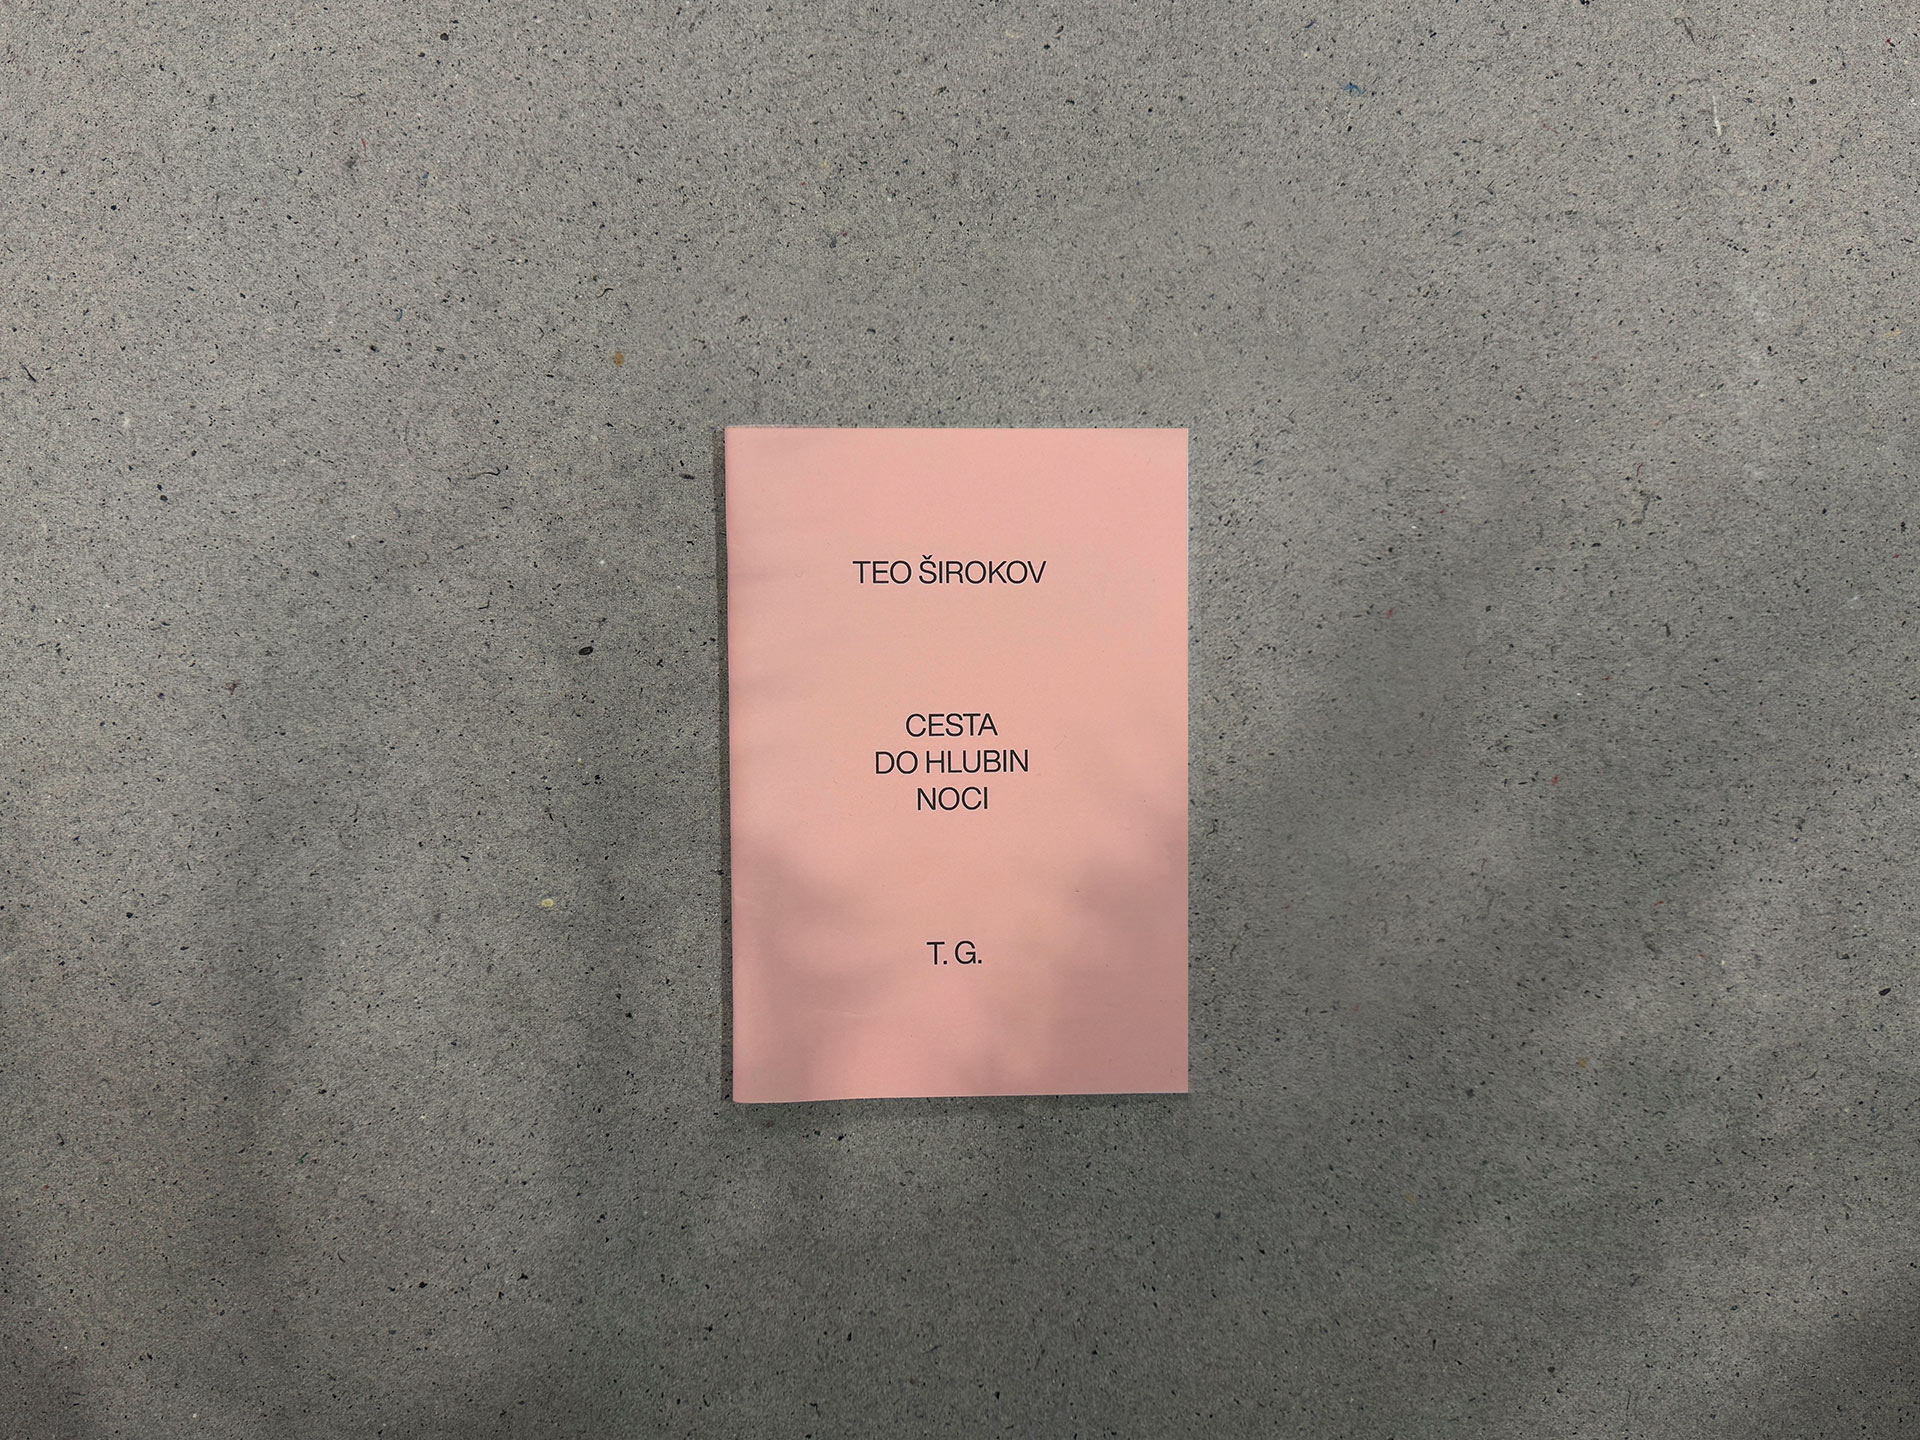 TEO ŠIROKOV
CESTA
DO HLUBIN
NOCI
T. G.